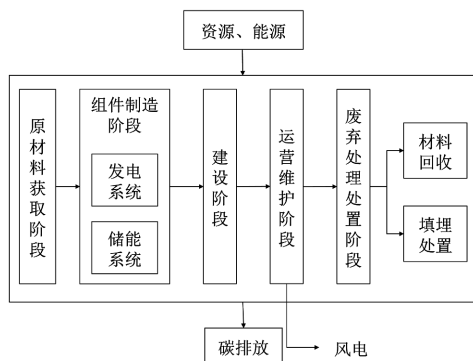 资源、能源
原材料获取阶段
组件制造
阶段
发电
系统
储能
系统
建设阶段
运营维护阶段
废弃处理处置阶段
材料
回收
填埋
处置
碳排放
风电